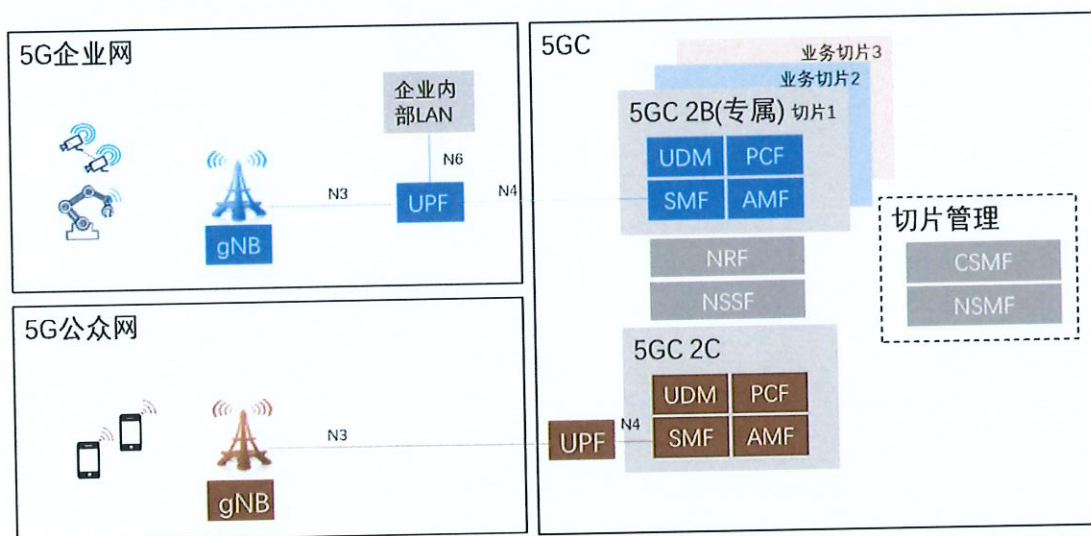 5G企业网
企业内
部LAN
N6
N3
UPF
N4
gNB
5G公众网
N3
gNB
5GC
业务切片3
业务切片2
5GC 2B(专属) 切片1
UDM
PCF
SMF
AMF
NRF
NSSF
切片管理
CSMF
NSMF
5GC 2C
UDM
PCF
SMF
AMF
UPF
N4